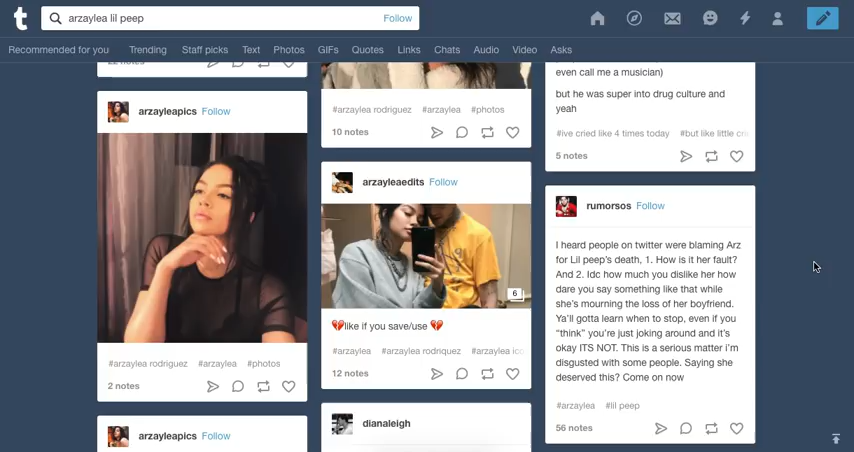 t
arzaylea lil peep
Follow
Recommended for you Trending Staff picks Text Photos GIFs Quotes Links Chats Audio Video Asks
arzayleapics Follow
#arzaylea rodriguez #arzaylea #photos
2 notes
arzayleapics Follow
#arzaylea rodriguez #arzaylea #photos
10 notes
arzayleaedits Follow
6
💔like if you save/use 💔
#arzaylea #arzaylea rodriquez #arzaylea ico
12 notes
dianaleigh
even call me a musician)
but he was super into drug culture and
yeah
#ive cried like 4 times today #but like little
5 notes
rumorsos Follow
I heard people on twitter were blaming Arz
for Lil peep's death, 1. How is it her fault?
And 2. Idc how much you dislike her how
dare you say something like that while
she's mourning the loss of her boyfriend.
Ya'll gotta learn when to stop, even if you
"think" you're just joking around and it's
okay ITS NOT. This is a serious matter i'm
disgusted with some people. Saying she
deserved this? Come on now
#arzaylea #lil peep
56 notes